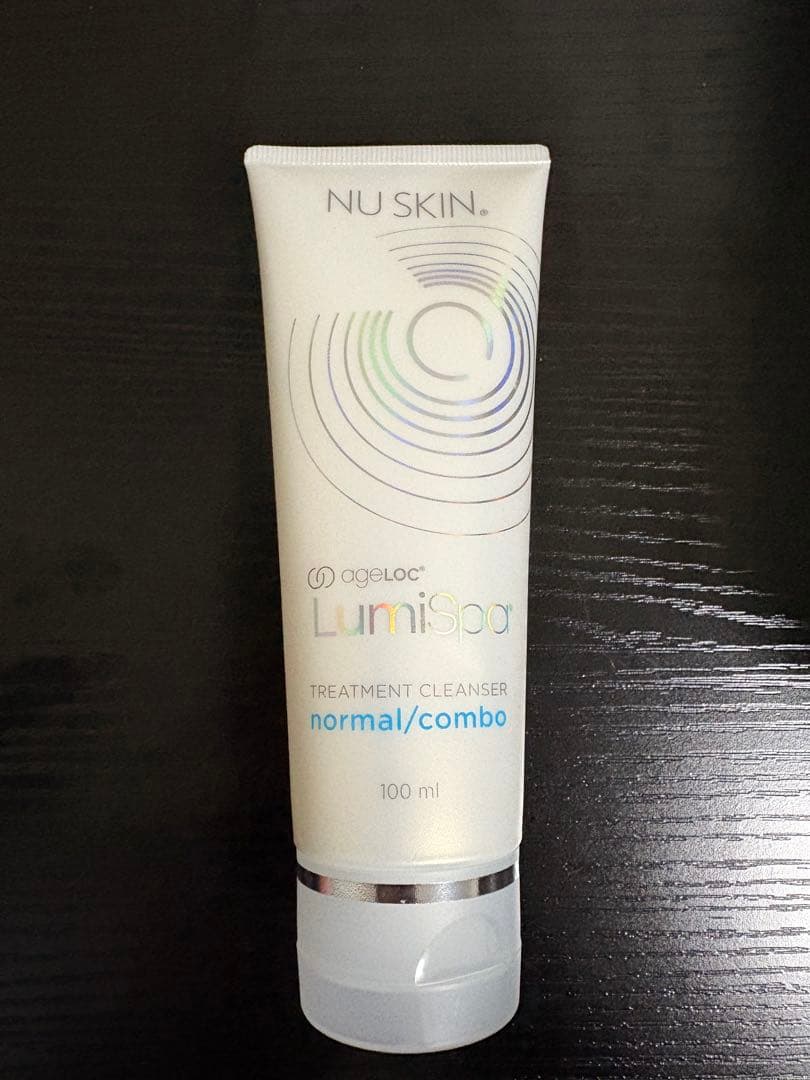 NU SKIN®
ageLOC®
LumiSpa®
TREATMENT CLEANSER
normal/combo
100 ml